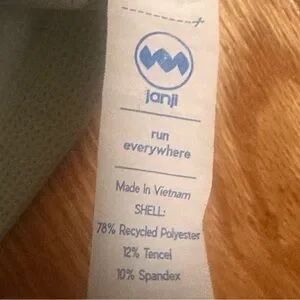 janji
run
everywhere
Made in Vietnam
SHELL:
78% Recycled Polyester
12% Tencel
10% Spandex